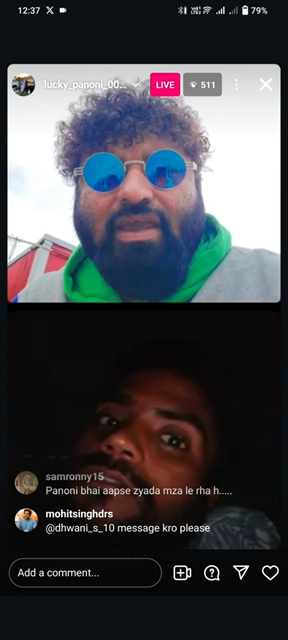 12:37
79%
lucky_panoni_00...
LIVE
511
samronny15
Panoni bhai aapse zyada mza le rha h.....
mohitsinghdrs
@dhwani_s_10 message kro please
Add a comment...